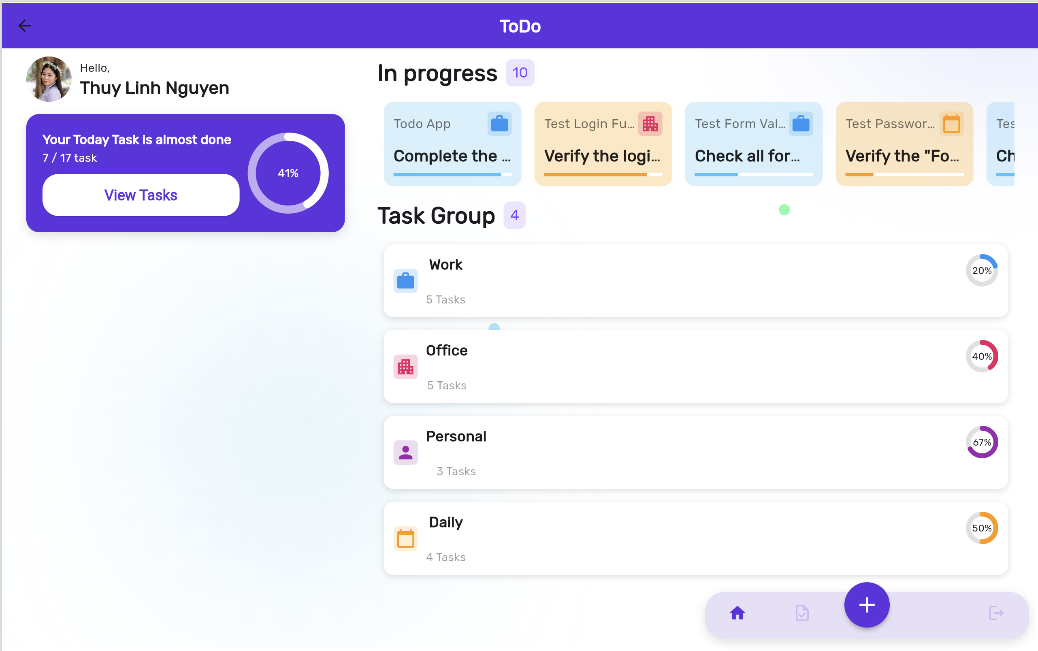 ToDo
Hello,
Thuy Linh Nguyen
Your Today Task is almost done
7 / 17 task
View Tasks
41%
In progress 10
Todo App
Complete the ...
Test Login Fu...
Verify the logi...
Test Form Val...
Check all for...
Test Passwor...
Verify the "Fo...
Tes
Ch
Task Group 4
Work
5 Tasks
20%
Office
5 Tasks
40%
Personal
3 Tasks
67%
Daily
4 Tasks
50%